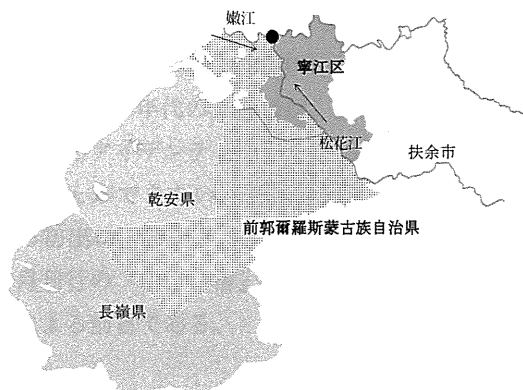 嫩江
寧江区
松花江
扶余市
乾安県
前郭爾羅斯蒙古族自治県
長嶺県